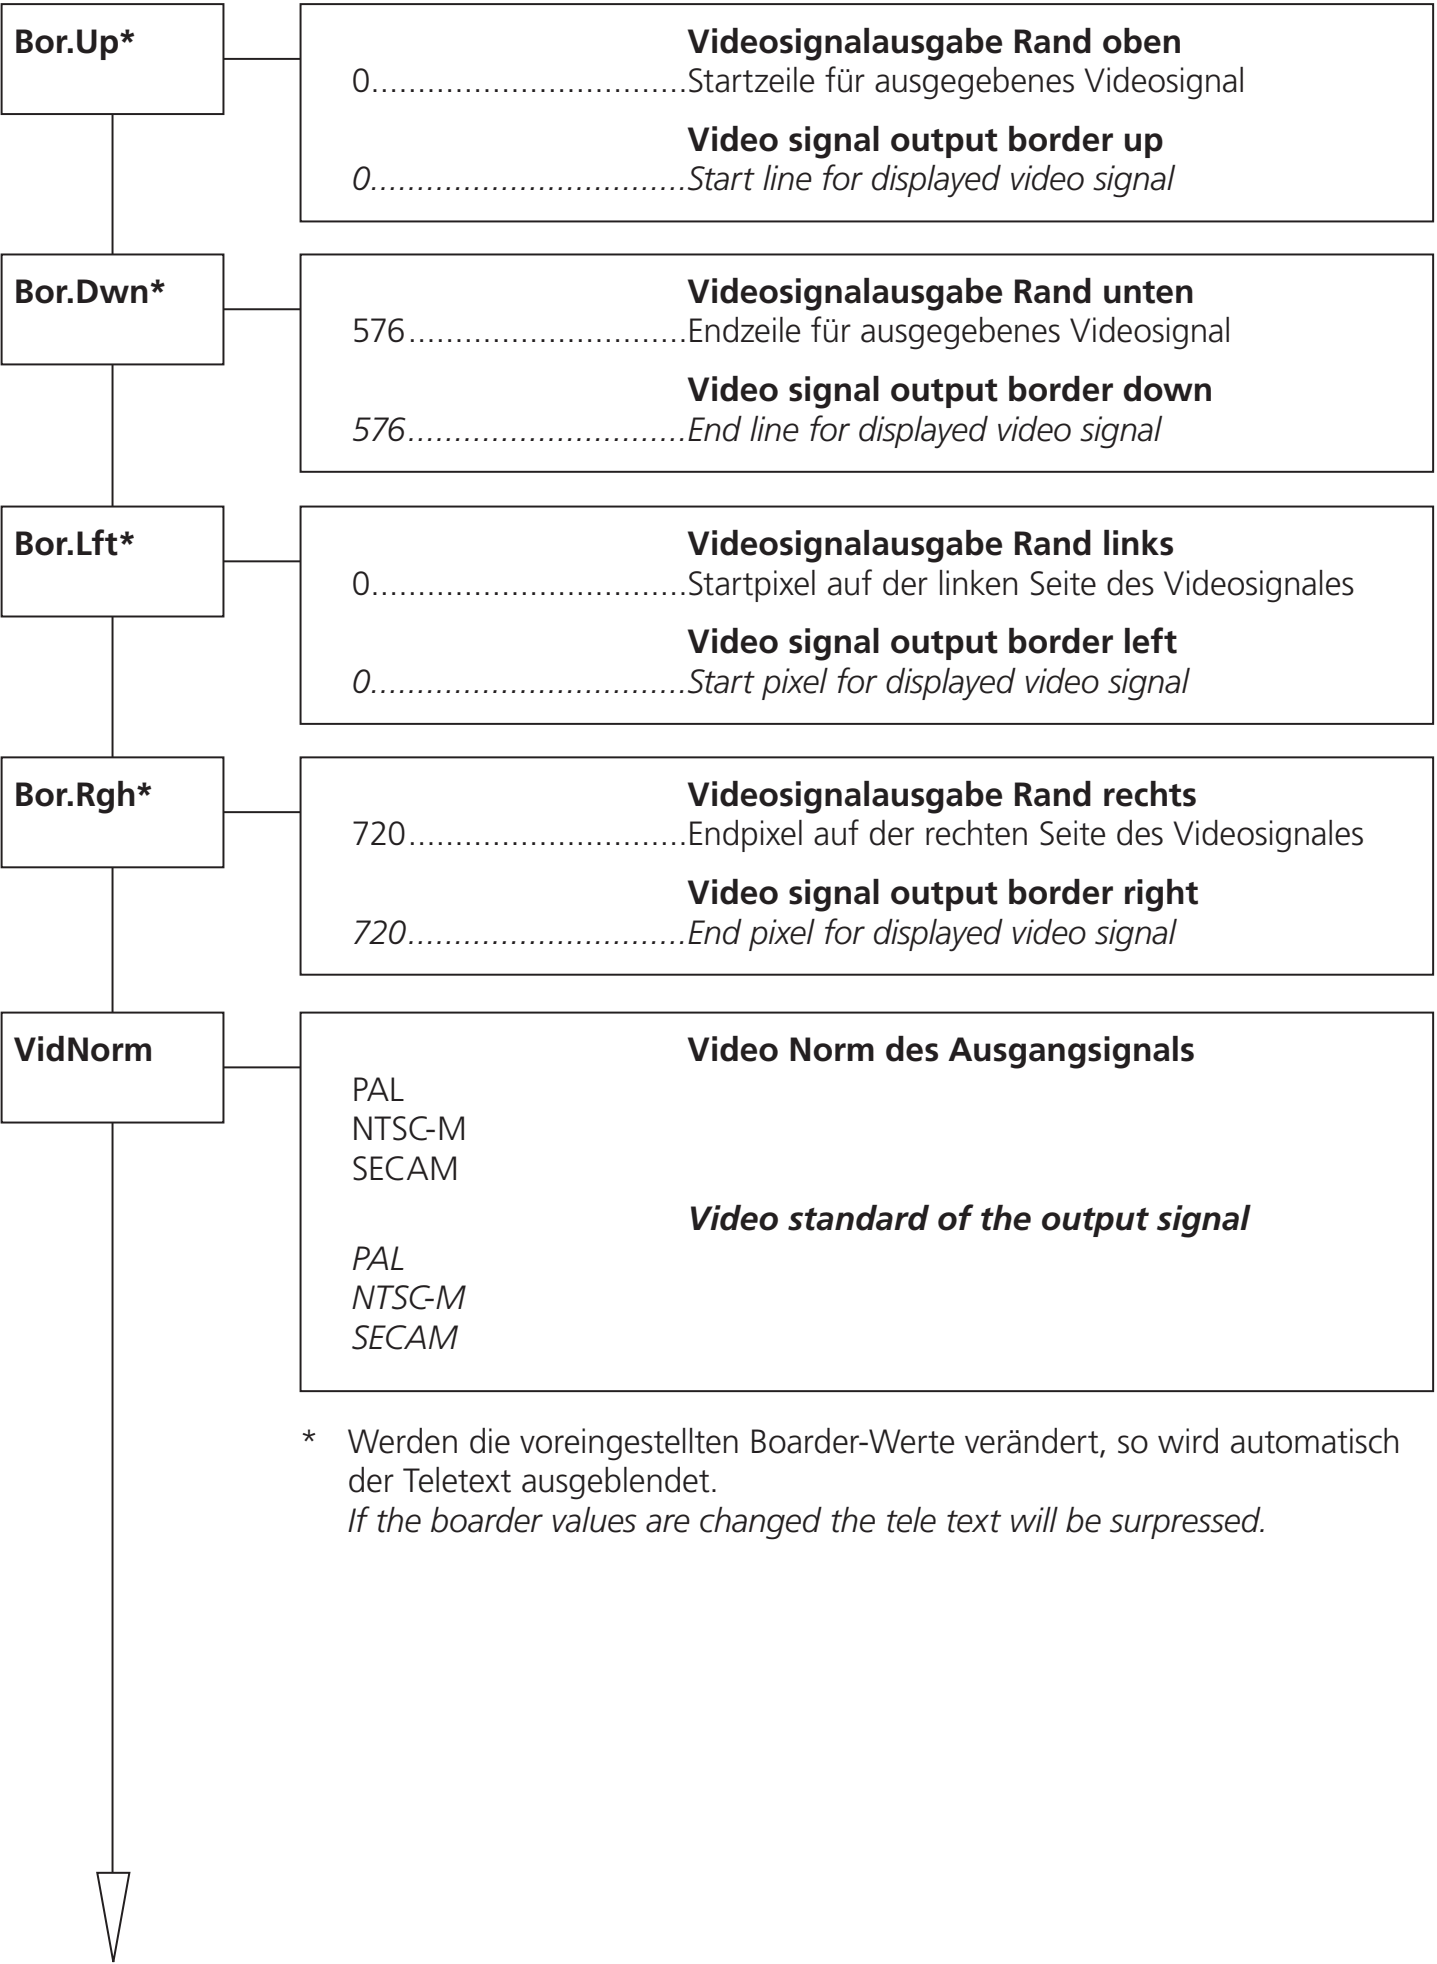 Bor.Up*
Videosignalausgabe Rand oben
0..................................Startzeile für ausgegebenes Videosignal
Video signal output border up
0..................................Start line for displayed video signal
Bor.Dwn*
Videosignalausgabe Rand unten
576..............................Endzeile für ausgegebenes Videosignal
Video signal output border down
576..............................End line for displayed video signal
Bor.Lft*
Videosignalausgabe Rand links
0..................................Startpixel auf der linken Seite des Videosignales
Video signal output border left
0..................................Start pixel for displayed video signal
Bor.Rgh*
Videosignalausgabe Rand rechts
720..............................Endpixel auf der rechten Seite des Videosignales
Video signal output border right
720..............................End pixel for displayed video signal
VidNorm
Video Norm des Ausgangsignals
PAL
NTSC-M
SECAM
Video standard of the output signal
PAL
NTSC-M
SECAM
* Werden die voreingestellten Boarder-Werte verändert, so wird automatisch
der Teletext ausgeblendet.
If the boarder values are changed the tele text will be surpressed.